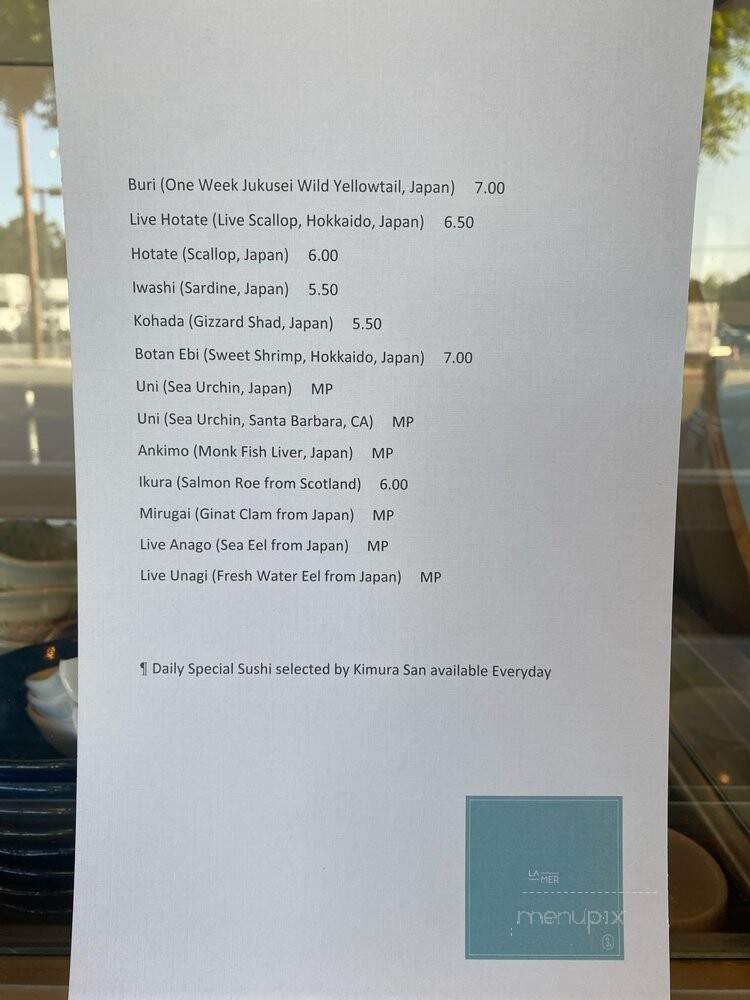 Buri (One Week Jukusei Wild Yellowtail, Japan) 7.00
Live Hotate (Live Scallop, Hokkaido, Japan) 6.50
Hotate (Scallop, Japan) 6.00
Iwashi (Sardine, Japan) 5.50
Kohada (Gizzard Shad, Japan) 5.50
Botan Ebi (Sweet Shrimp, Hokkaido, Japan) 7.00
Uni (Sea Urchin, Japan) MP
Uni (Sea Urchin, Santa Barbara, CA) MP
Ankimo (Monk Fish Liver, Japan) MP
Ikura (Salmon Roe from Scotland) 6.00
Mirugai (Ginat Clam from Japan) MP
Live Anago (Sea Eel from Japan) MP
Live Unagi (Fresh Water Eel from Japan) MP
¶ Daily Special Sushi selected by Kimura San available Everyday
LA
MER
menupix